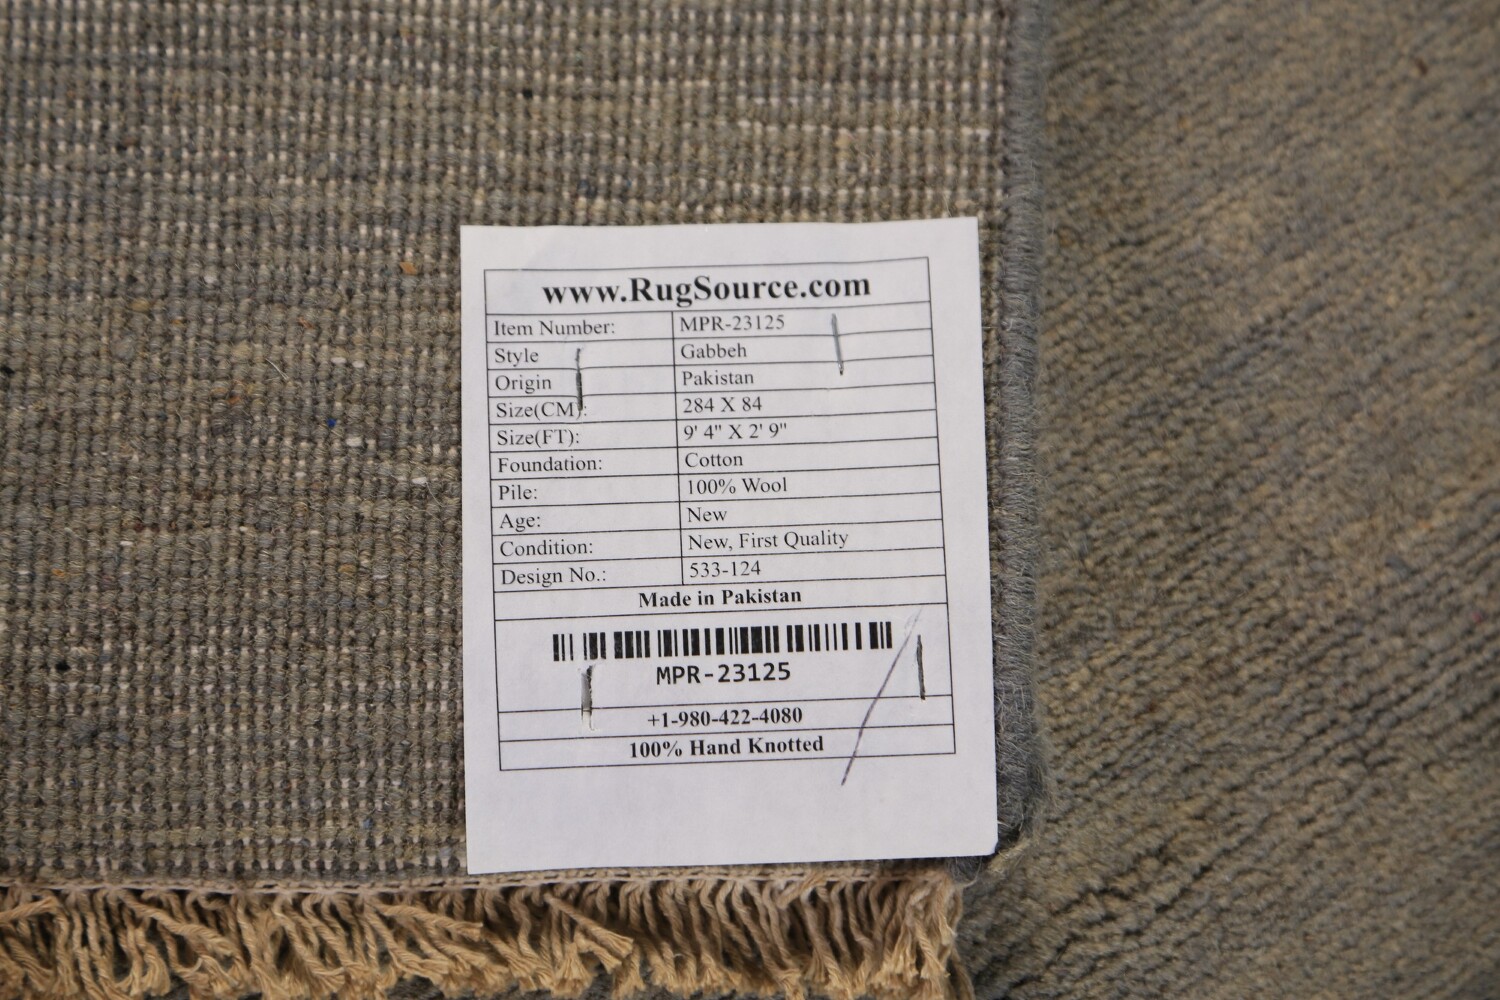 www.RugSource.com
Item Number: MPR-23125
Style Gabbeh
Origin Pakistan
Size(CM): 284 X 84
Size(FT): 9' 4" X 2' 9"
Foundation: Cotton
Pile: 100% Wool
Age: New
Condition: New, First Quality
Design No.: 533-124
Made in Pakistan
MPR-23125
+1-980-422-4080
100% Hand Knotted